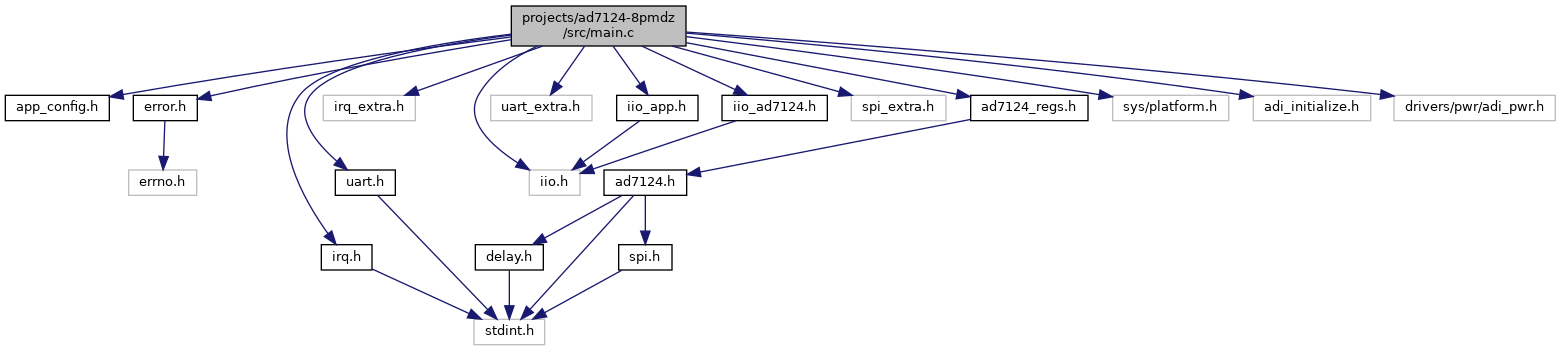 projects/ad7124-8pmdz
/src/main.c
app_config.h
error.h
irq_extra.h
uart_extra.h
iio_app.h
iio_ad7124.h
spi_extra.h
ad7124_regs.h
sys/platform.h
adi_initialize.h
drivers/pwr/adi_pwr.h
errno.h
uart.h
iio.h
ad7124.h
irq.h
delay.h
spi.h
stdint.h